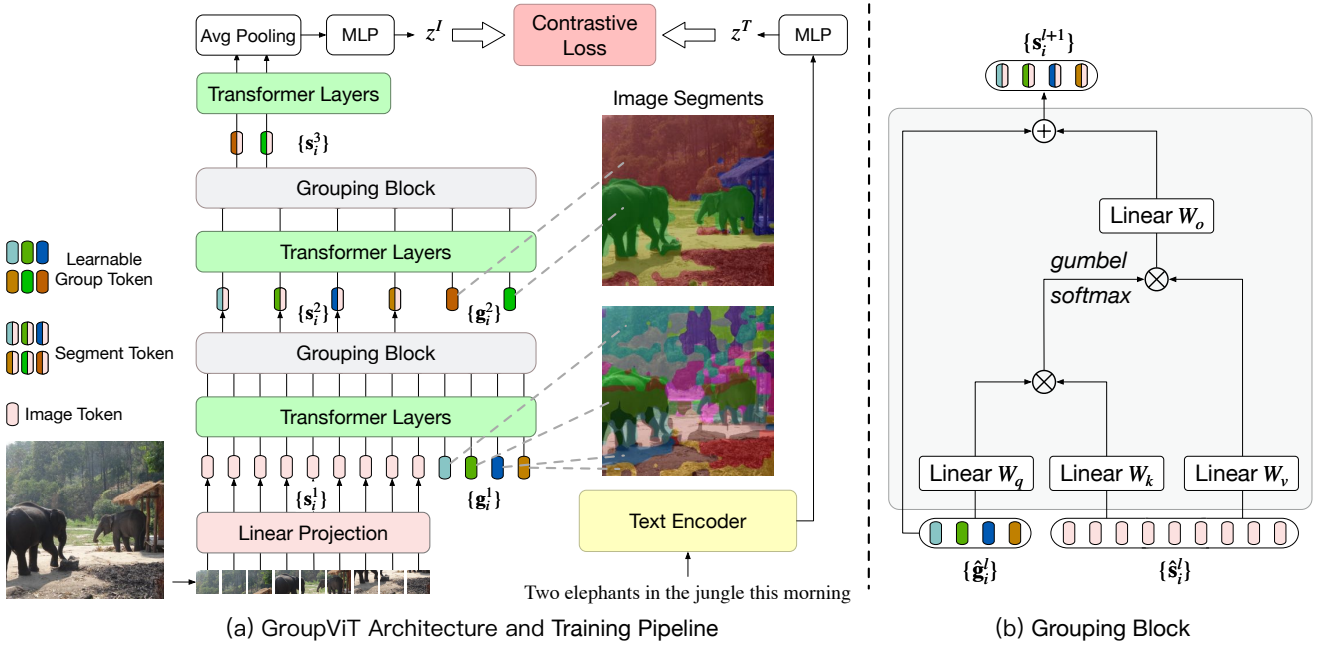 Avg Pooling
MLP
z^I
Contrastive
Loss
z^T
MLP
Transformer Layers
Image Segments
{s_i^3}
Grouping Block
Learnable
Group Token
Transformer Layers
{s_i^2}
{g_i^2}
Segment Token
Grouping Block
Image Token
Transformer Layers
{s_i^1}
{g_i^1}
Linear Projection
Text Encoder
Two elephants in the jungle this morning
(a) GroupViT Architecture and Training Pipeline
{s_i^{l+1}}
+
Linear W_o
gumbel
softmax
Linear W_q
Linear W_k
Linear W_v
{ĝ_i^l}
{ŝ_i^l}
(b) Grouping Block